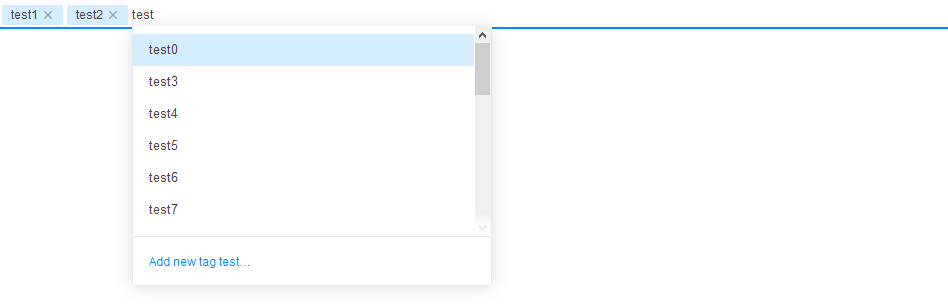 test1 test2 test
test0
test3
test4
test5
test6
test7
Add new tag test...